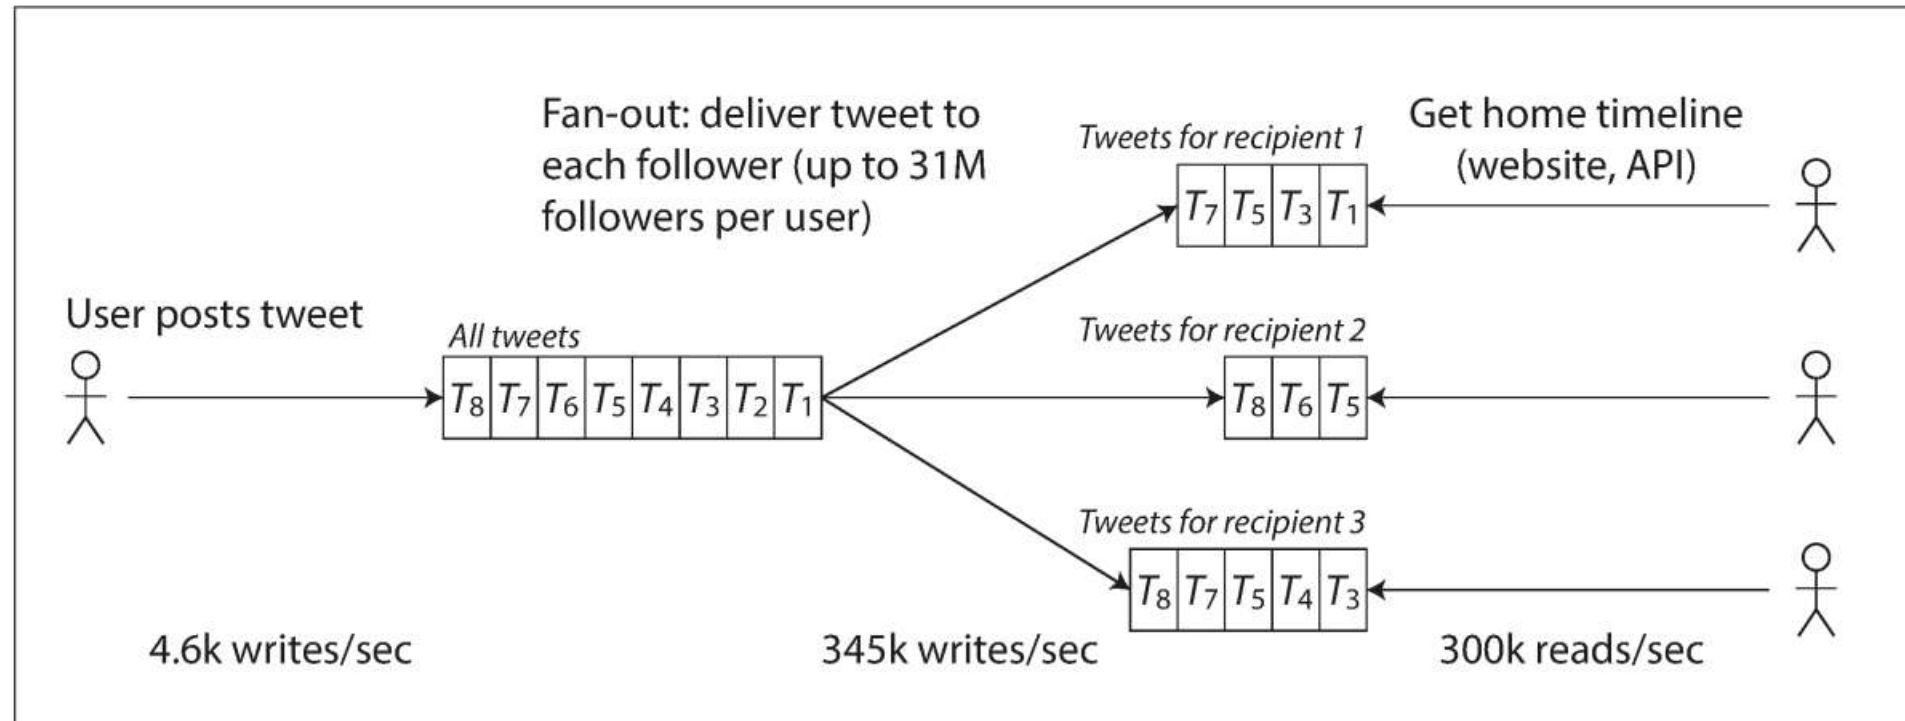 Fan-out: deliver tweet to
each follower (up to 31M
followers per user)
Tweets for recipient 1
T₇ T₅ T₃ T₁
Get home timeline
(website, API)
User posts tweet
All tweets
T₈ T₇ T₆ T₅ T₄ T₃ T₂ T₁
Tweets for recipient 2
T₈ T₆ T₅
Tweets for recipient 3
T₈ T₇ T₅ T₄ T₃
4.6k writes/sec
345k writes/sec
300k reads/sec